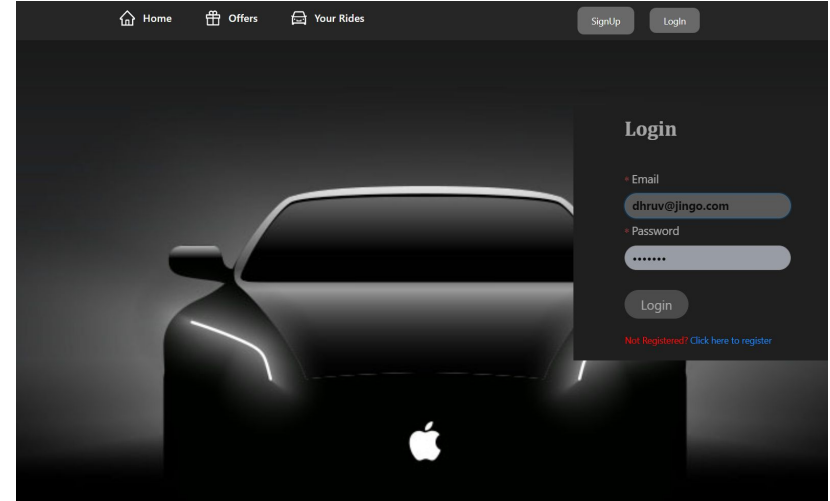 Home Offers Your Rides SignUp LogIn
Login
* Email
dhruv@jingo.com
* Password
•••••••
Login
Not Registered? Click here to register